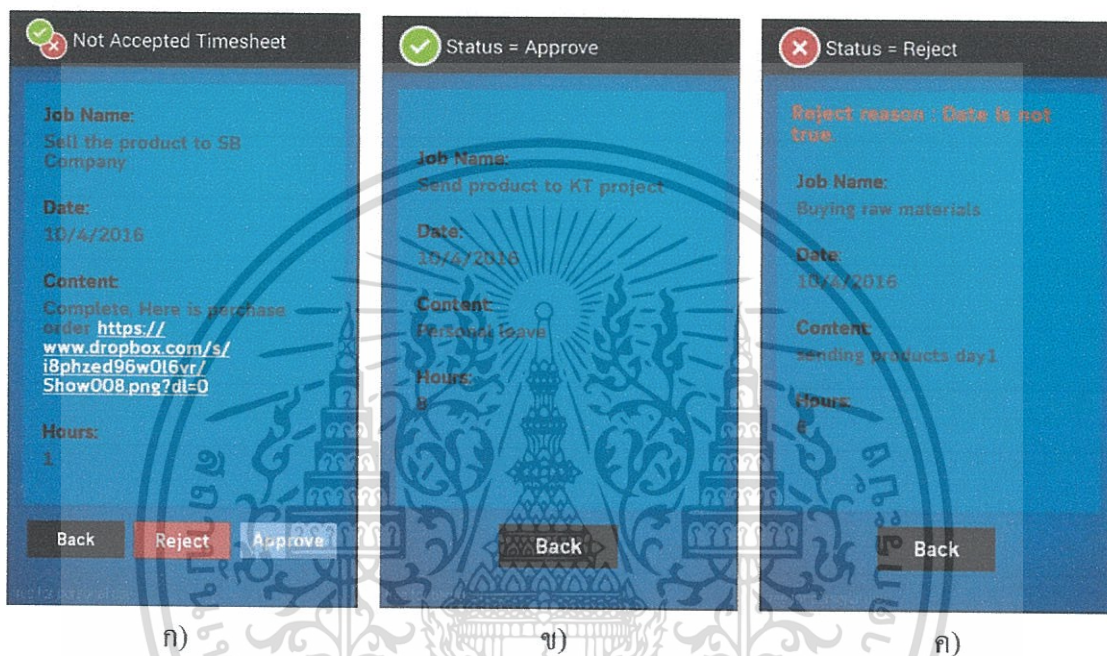 Not Accepted Timesheet
Job Name:
Sell the product to SB
Company
Date:
10/4/2016
Content:
Complete, Here is perchase
order https://
www.dropbox.com/s/
i8phzed96w0l6vr/
Show008.png?dl=0
Hours:
1
Back
Reject
Approve
ก)
Status = Approve
Job Name:
Send product to KT project
Date:
10/4/2016
Content:
Personal leave
Hours:
8
Back
ข)
Status = Reject
Reject reason : Date is not
true
Job Name:
Buying raw materials
Date:
10/4/2016
Content:
sending products day1
Hours:
Back
ค)